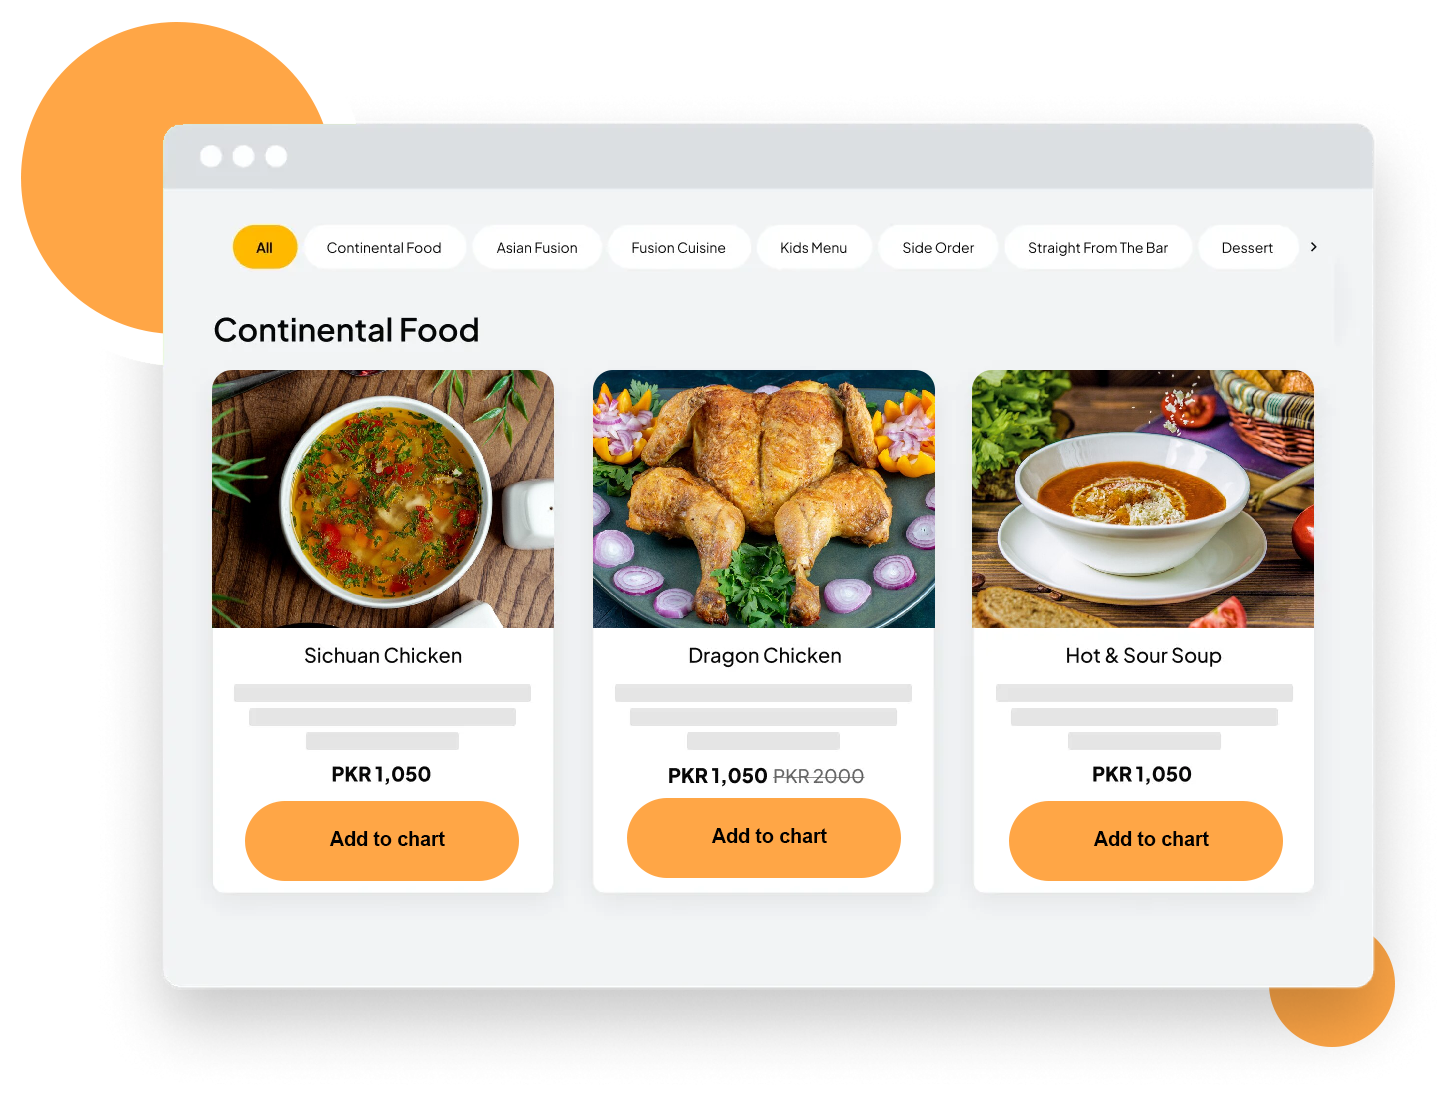 All
Continental Food
Asian Fusion
Fusion Cuisine
Kids Menu
Side Order
Straight From The Bar
Dessert
Continental Food
Sichuan Chicken
PKR 1,050
Add to chart
Dragon Chicken
PKR 1,050 PKR 2000
Add to chart
Hot & Sour Soup
PKR 1,050
Add to chart